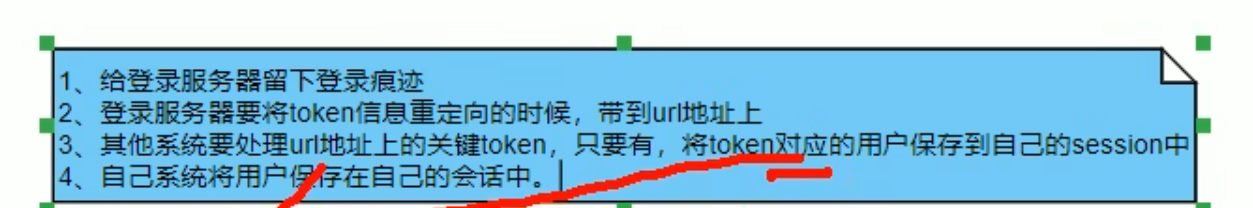 1、给登录服务器留下登录痕迹
2、登录服务器要将token信息重定向的时候，带到url地址上
3、其他系统要处理url地址上的关键token，只要有，将token对应的用户保存到自己的session中
4、自己系统将用户保存在自己的会话中。